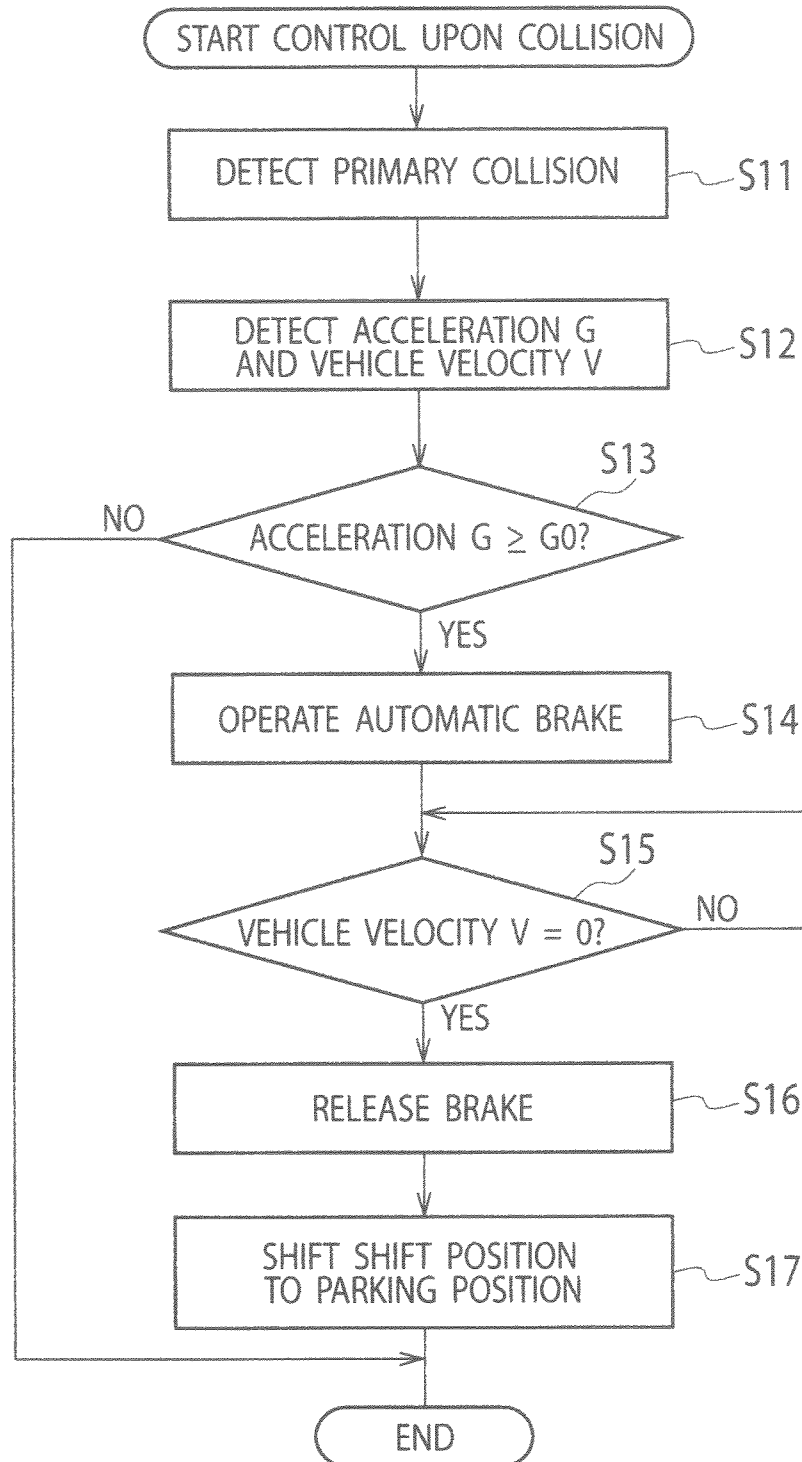 START CONTROL UPON COLLISION
DETECT PRIMARY COLLISION
S11
DETECT ACCELERATION G
AND VEHICLE VELOCITY V
S12
S13
NO
ACCELERATION G ≥ G0?
YES
OPERATE AUTOMATIC BRAKE
S14
S15
VEHICLE VELOCITY V = 0?
NO
YES
RELEASE BRAKE
S16
SHIFT SHIFT POSITION
TO PARKING POSITION
S17
END